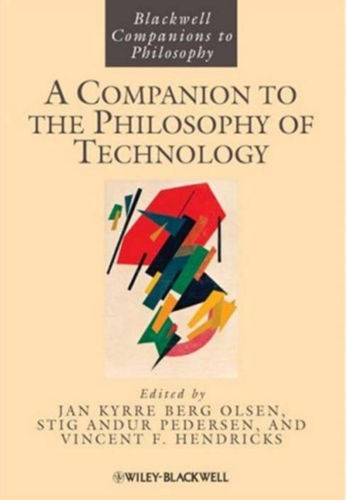 Blackwell
Companions to
Philosophy
A COMPANION TO
THE PHILOSOPHY OF
TECHNOLOGY
Edited by
JAN KYRRE BERG OLSEN,
STIG ANDUR PEDERSEN, AND
VINCENT F. HENDRICKS
WILEY-BLACKWELL